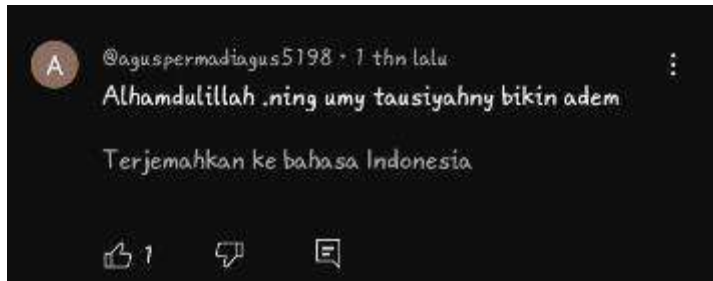 A
@aguspermadiagus5198 • 1 thn lalu
Alhamdulillah .ning umy tausiyahny bikin adem
Terjemahkan ke bahasa Indonesia
1